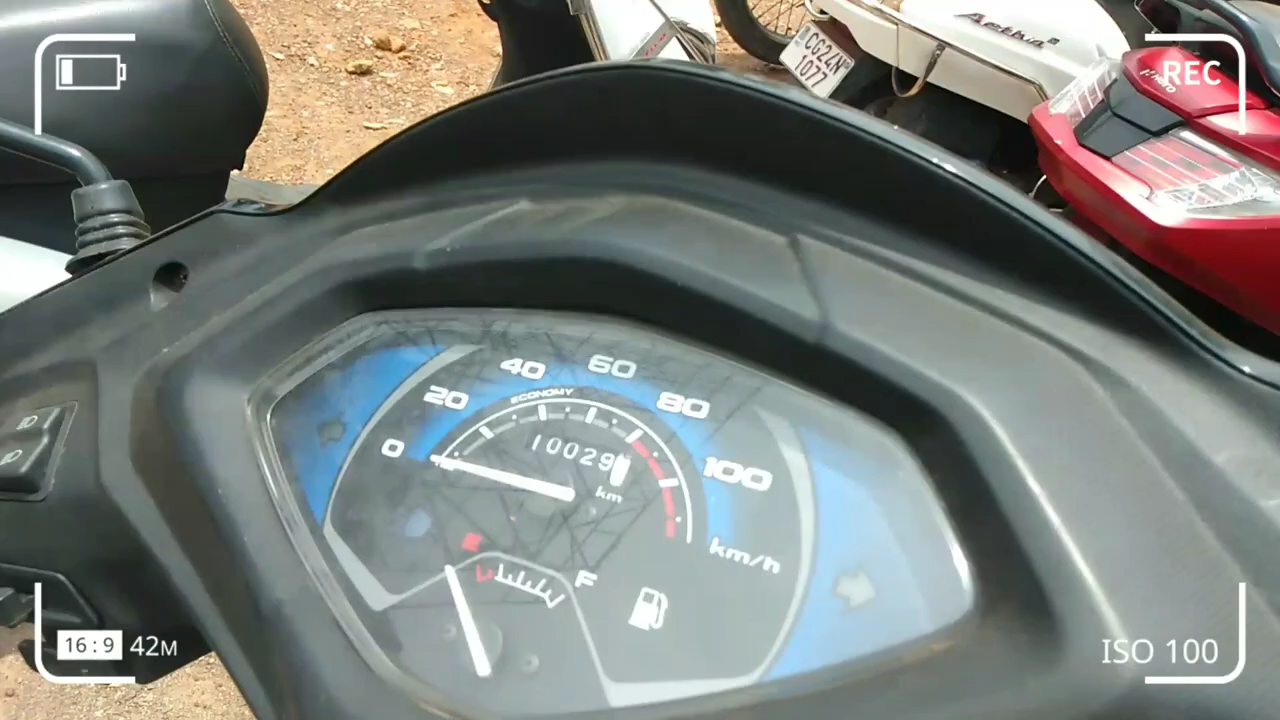 REC
Activa
CG24N
1077
Hero
40
60
20
ECONOMY
80
0
10029
100
km
km/h
E
F
16:9 42M
ISO 100